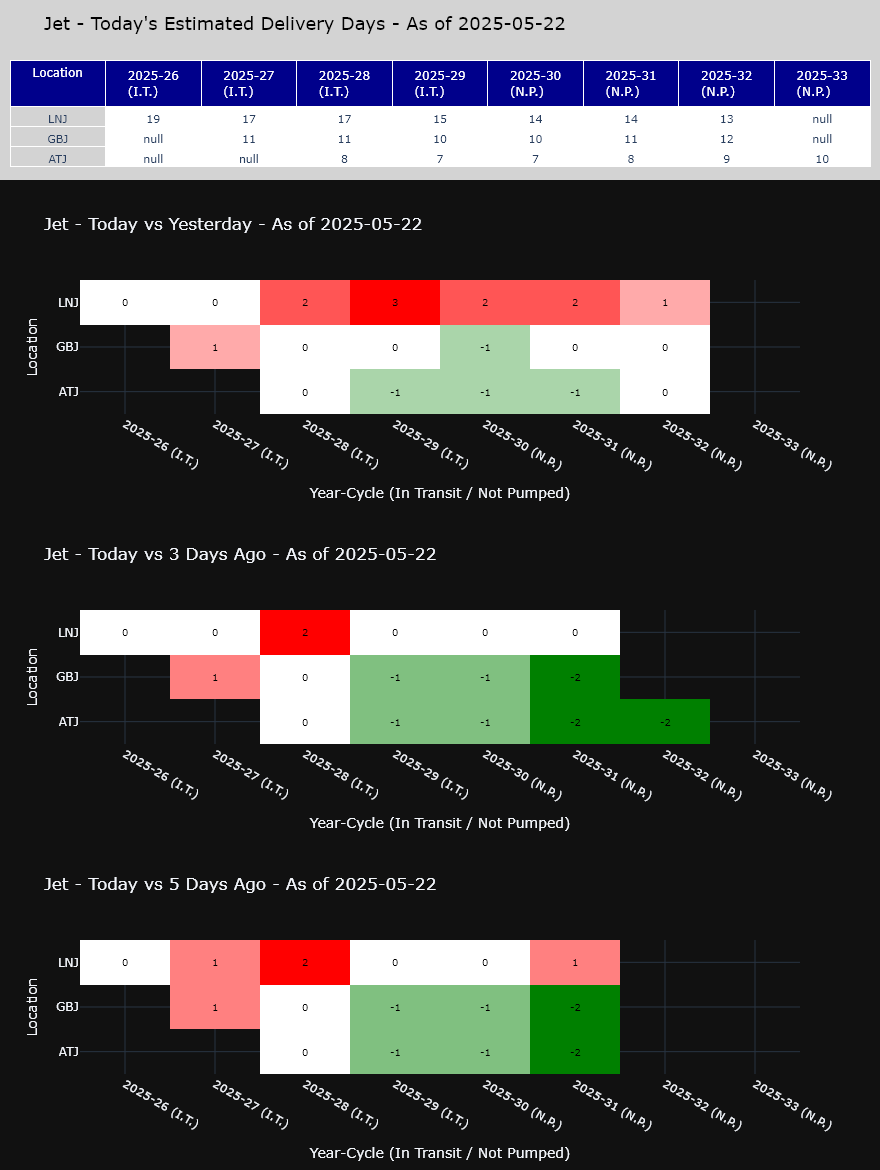 Jet - Today's Estimated Delivery Days - As of 2025-05-22
Location 2025-26 (I.T.) 2025-27 (I.T.) 2025-28 (I.T.) 2025-29 (I.T.) 2025-30 (N.P.) 2025-31 (N.P.) 2025-32 (N.P.) 2025-33 (N.P.)
LNJ 19 17 17 15 14 14 13 null
GBJ null 11 11 10 10 11 12 null
ATJ null null 8 7 7 8 9 10
Jet - Today vs Yesterday - As of 2025-05-22
Location
LNJ 0 0 2 3 2 2 1
GBJ 1 0 0 -1 0 0
ATJ 0 -1 -1 -1 0
2025-26 (I.T.) 2025-27 (I.T.) 2025-28 (I.T.) 2025-29 (I.T.) 2025-30 (N.P.) 2025-31 (N.P.) 2025-32 (N.P.) 2025-33 (N.P.)
Year-Cycle (In Transit / Not Pumped)
Jet - Today vs 3 Days Ago - As of 2025-05-22
Location
LNJ 0 0 2 0 0 0
GBJ 1 0 -1 -1 -2
ATJ 0 -1 -1 -2 -2
2025-26 (I.T.) 2025-27 (I.T.) 2025-28 (I.T.) 2025-29 (I.T.) 2025-30 (N.P.) 2025-31 (N.P.) 2025-32 (N.P.) 2025-33 (N.P.)
Year-Cycle (In Transit / Not Pumped)
Jet - Today vs 5 Days Ago - As of 2025-05-22
Location
LNJ 0 1 2 0 0 1
GBJ 1 0 -1 -1 -2
ATJ 0 -1 -1 -2
2025-26 (I.T.) 2025-27 (I.T.) 2025-28 (I.T.) 2025-29 (I.T.) 2025-30 (N.P.) 2025-31 (N.P.) 2025-32 (N.P.) 2025-33 (N.P.)
Year-Cycle (In Transit / Not Pumped)